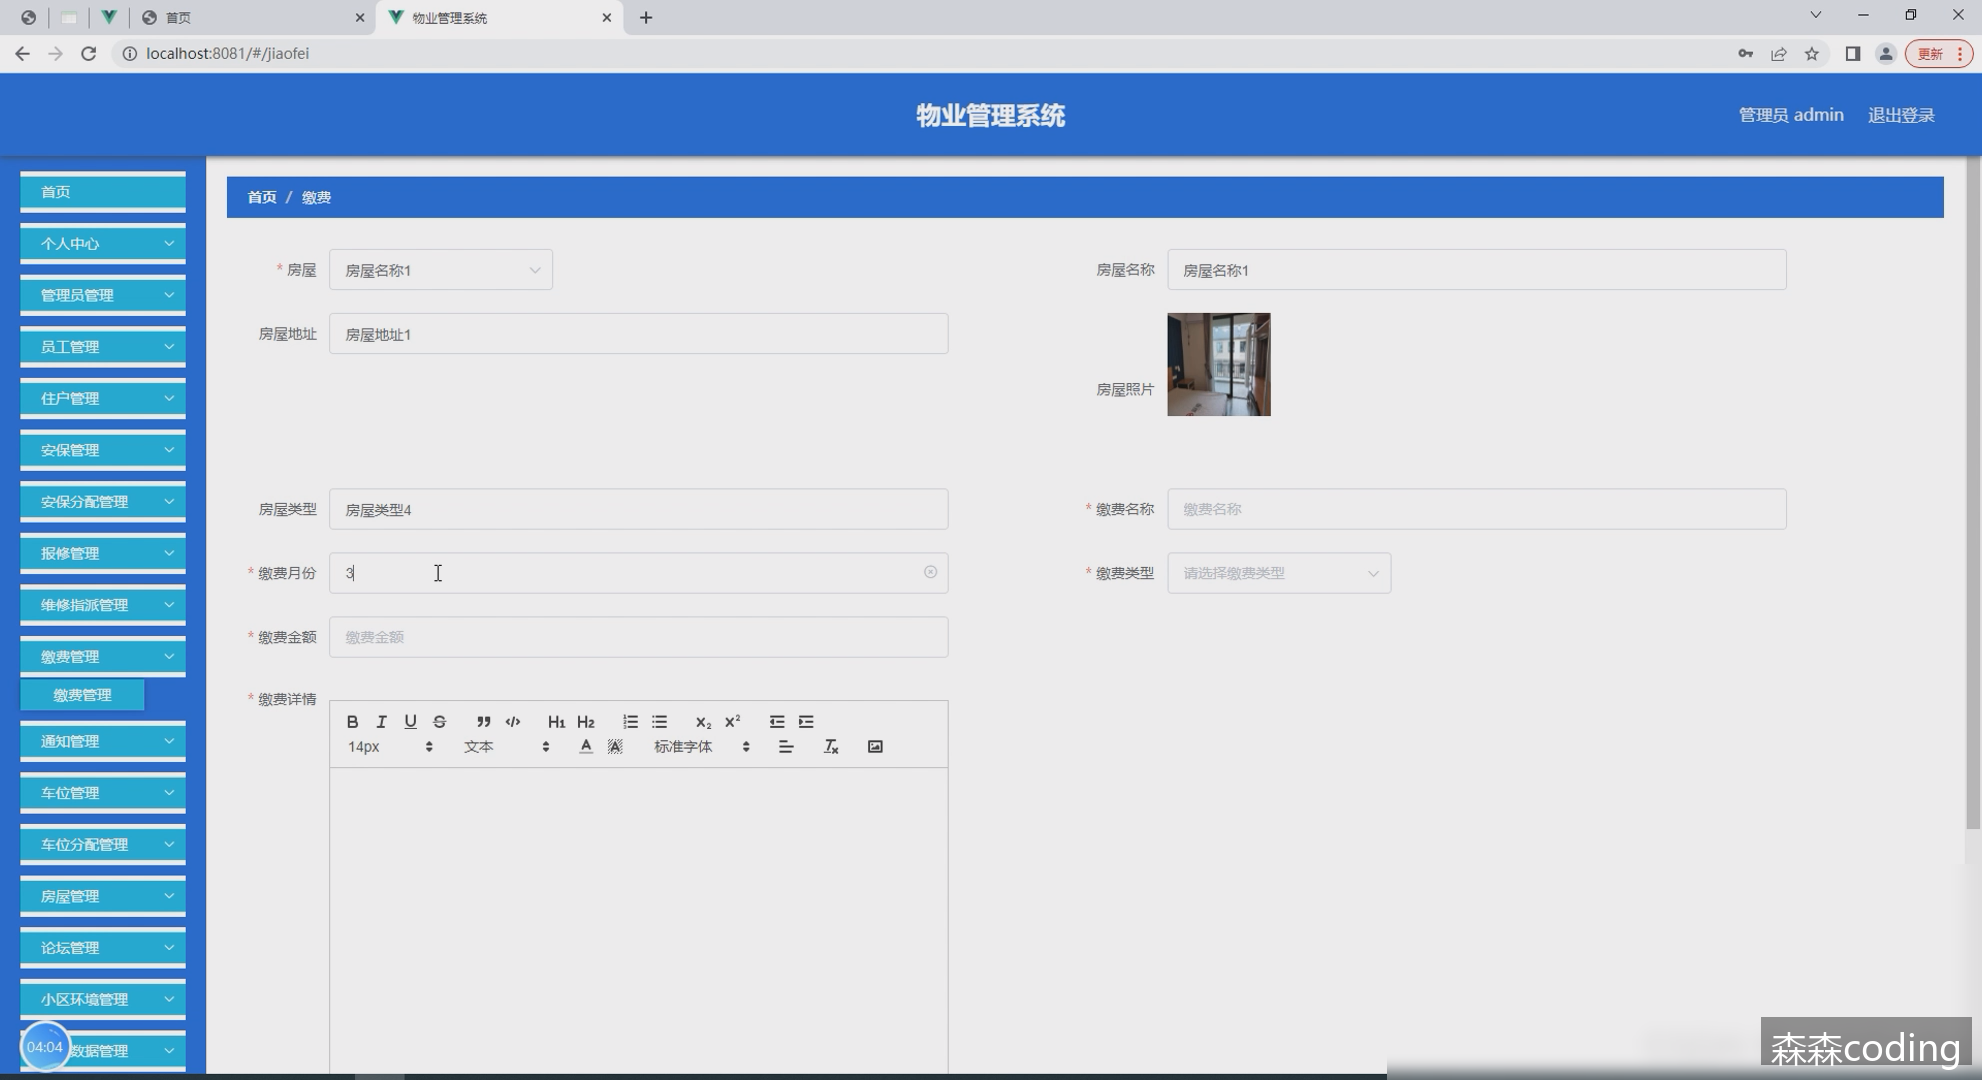 首页
物业管理系统
localhost:8081/#/jiaofei
更新
物业管理系统
管理员 admin
退出登录
首页
个人中心
管理员管理
员工管理
住户管理
安保管理
安保分配管理
报修管理
维修指派管理
缴费管理
缴费管理
通知管理
车位管理
车位分配管理
房屋管理
论坛管理
小区环境管理
数据管理
04:04
首页 / 缴费
* 房屋 房屋名称1
房屋名称 房屋名称1
房屋地址 房屋地址1
房屋照片
房屋类型 房屋类型4
* 缴费名称 缴费名称
* 缴费月份 3
* 缴费类型 请选择缴费类型
* 缴费金额 缴费金额
* 缴费详情
B I U S ” </> H1 H2 X2 X2
14px 文本 A A 标准字体 Tx
森森coding